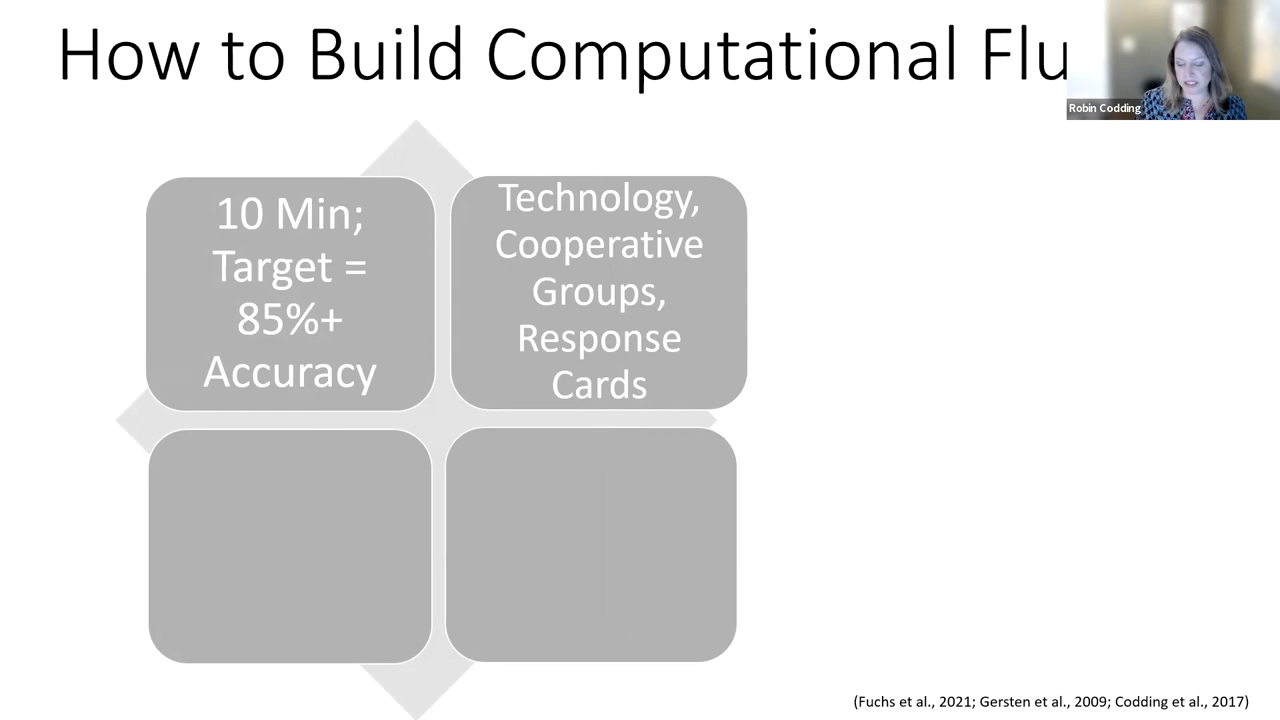 How to Build Computational Flu
Robin Codding
10 Min;
Target =
85%+
Accuracy
Technology,
Cooperative
Groups,
Response
Cards
(Fuchs et al., 2021; Gersten et al., 2009; Codding et al., 2017)